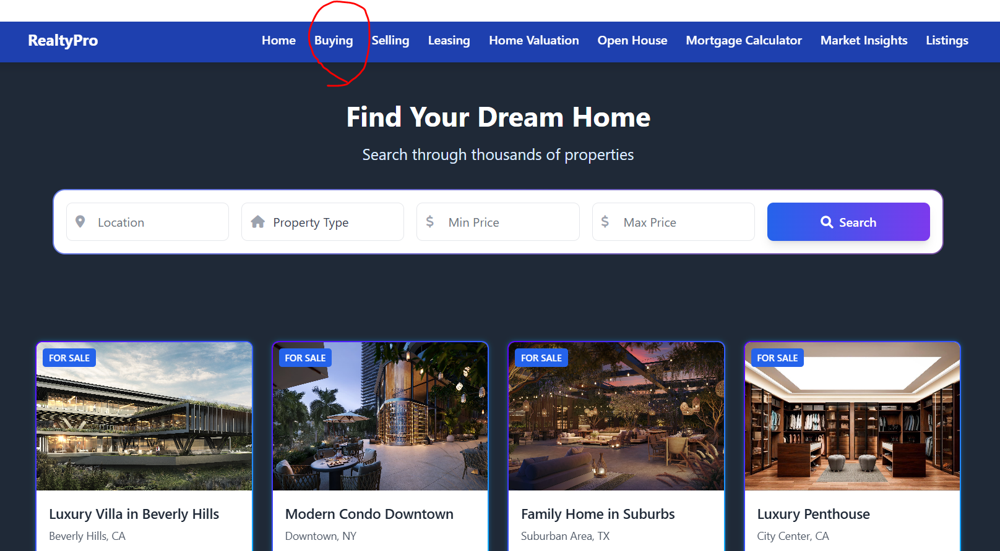 RealtyPro Home Buying Selling Leasing Home Valuation Open House Mortgage Calculator Market Insights Listings
Find Your Dream Home
Search through thousands of properties
Location Property Type $ Min Price $ Max Price Search
FOR SALE FOR SALE FOR SALE FOR SALE
Luxury Villa in Beverly Hills Modern Condo Downtown Family Home in Suburbs Luxury Penthouse
Beverly Hills, CA Downtown, NY Suburban Area, TX City Center, CA